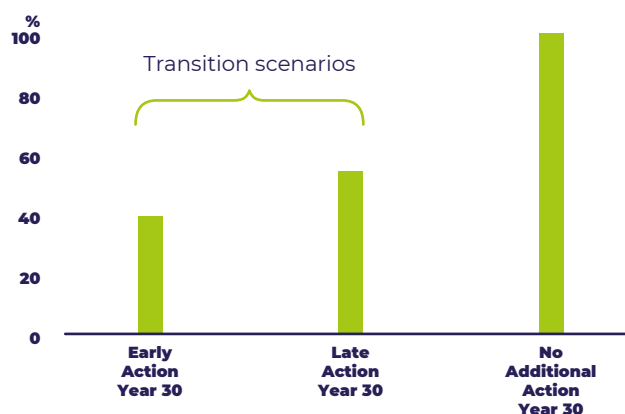 %
100
Transition scenarios
80
60
40
20
0
Early
Action
Year 30
Late
Action
Year 30
No
Additional
Action
Year 30